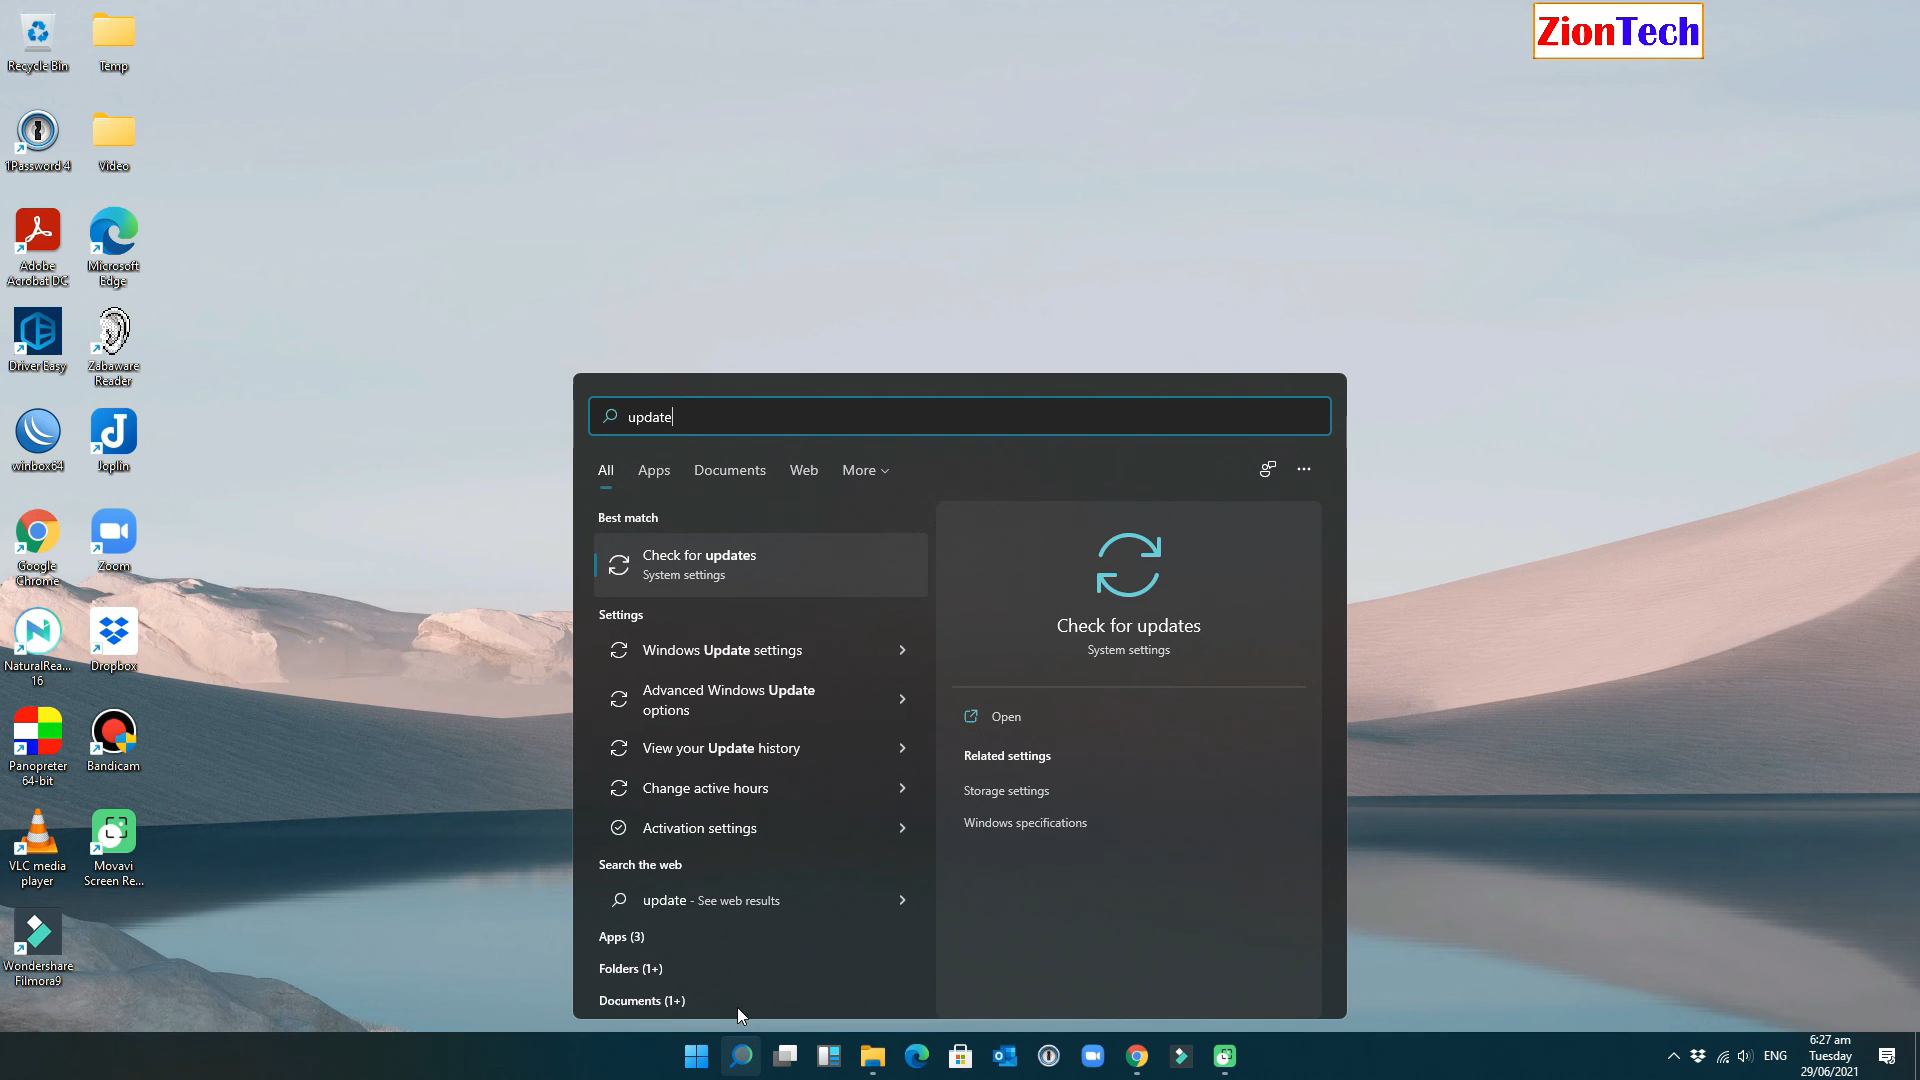 Recycle Bin
Temp
ZionTech
1Password 4
Video
Adobe
Acrobat DC
Microsoft
Edge
Driver Easy
Zabaware
Reader
winbox64
Joplin
Google
Chrome
Zoom
NaturalRea...
16
Dropbox
Panopreter
64-bit
Bandicam
VLC media
player
Movavi
Screen Re...
Wondershare
Filmora9
update
All
Apps
Documents
Web
More
Best match
Check for updates
System settings
Settings
Windows Update settings
Advanced Windows Update
options
View your Update history
Change active hours
Activation settings
Search the web
update - See web results
Apps (3)
Folders (1+)
Documents (1+)
Check for updates
System settings
Open
Related settings
Storage settings
Windows specifications
ENG
6:27 am
Tuesday
29/06/2021